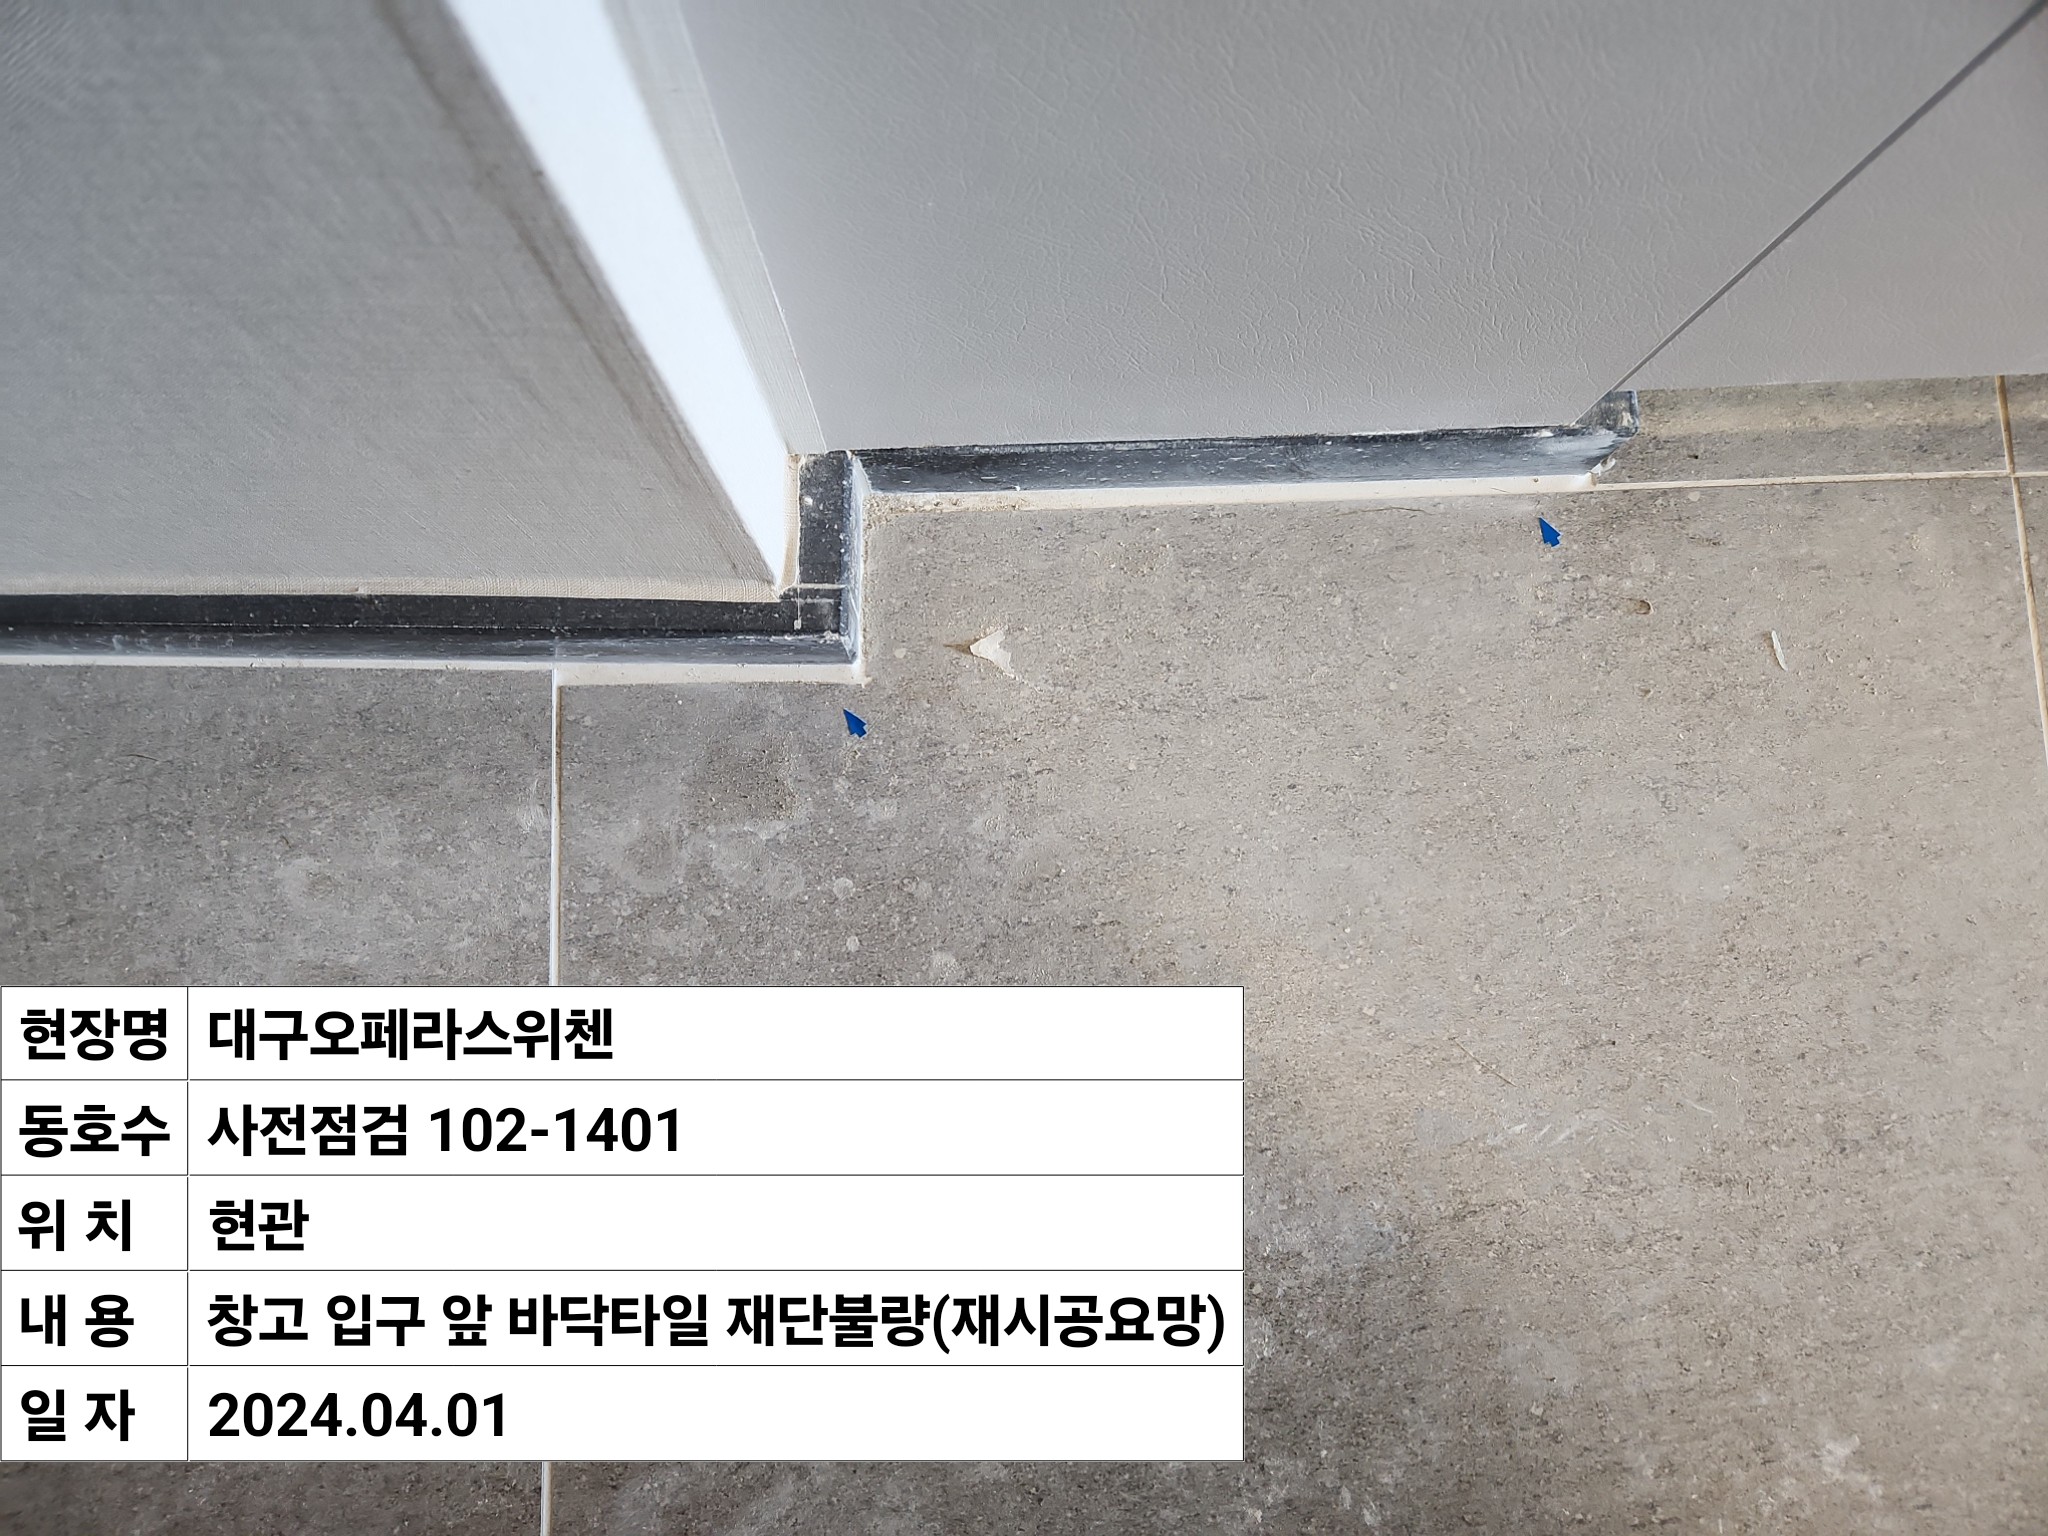 현장명 대구오페라스위첸
동호수 사전점검 102-1401
위 치 현관
내 용 창고 입구 앞 바닥타일 재단불량(재시공요망)
일 자 2024.04.01